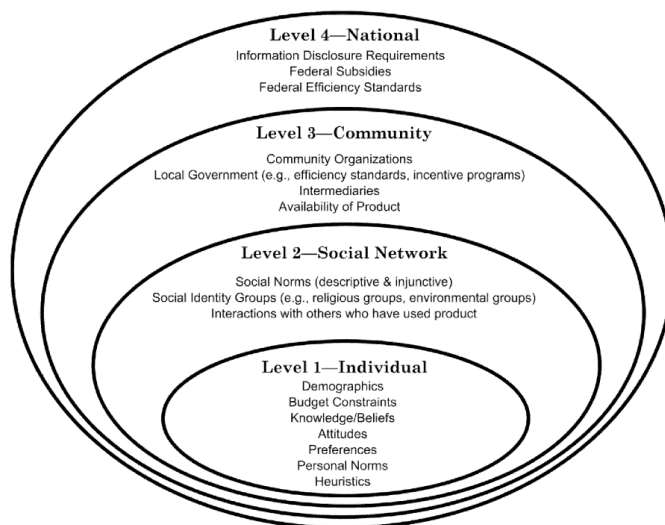 Level 4—National
Information Disclosure Requirements
Federal Subsidies
Federal Efficiency Standards
Level 3—Community
Community Organizations
Local Government (e.g., efficiency standards, incentive programs)
Intermediaries
Availability of Product
Level 2—Social Network
Social Norms (descriptive & injunctive)
Social Identity Groups (e.g., religious groups, environmental groups)
Interactions with others who have used product
Level 1—Individual
Demographics
Budget Constraints
Knowledge/Beliefs
Attitudes
Preferences
Personal Norms
Heuristics